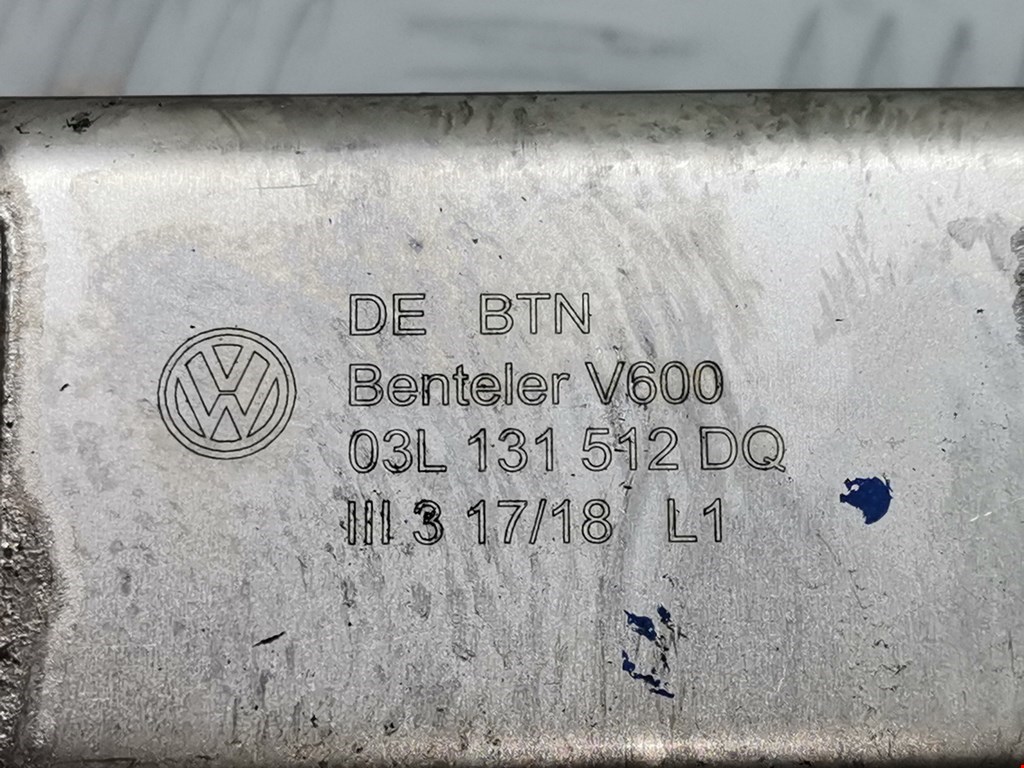 DE BTN
Benteler V600
03L 131 512 DQ
III 3 17/18 L1